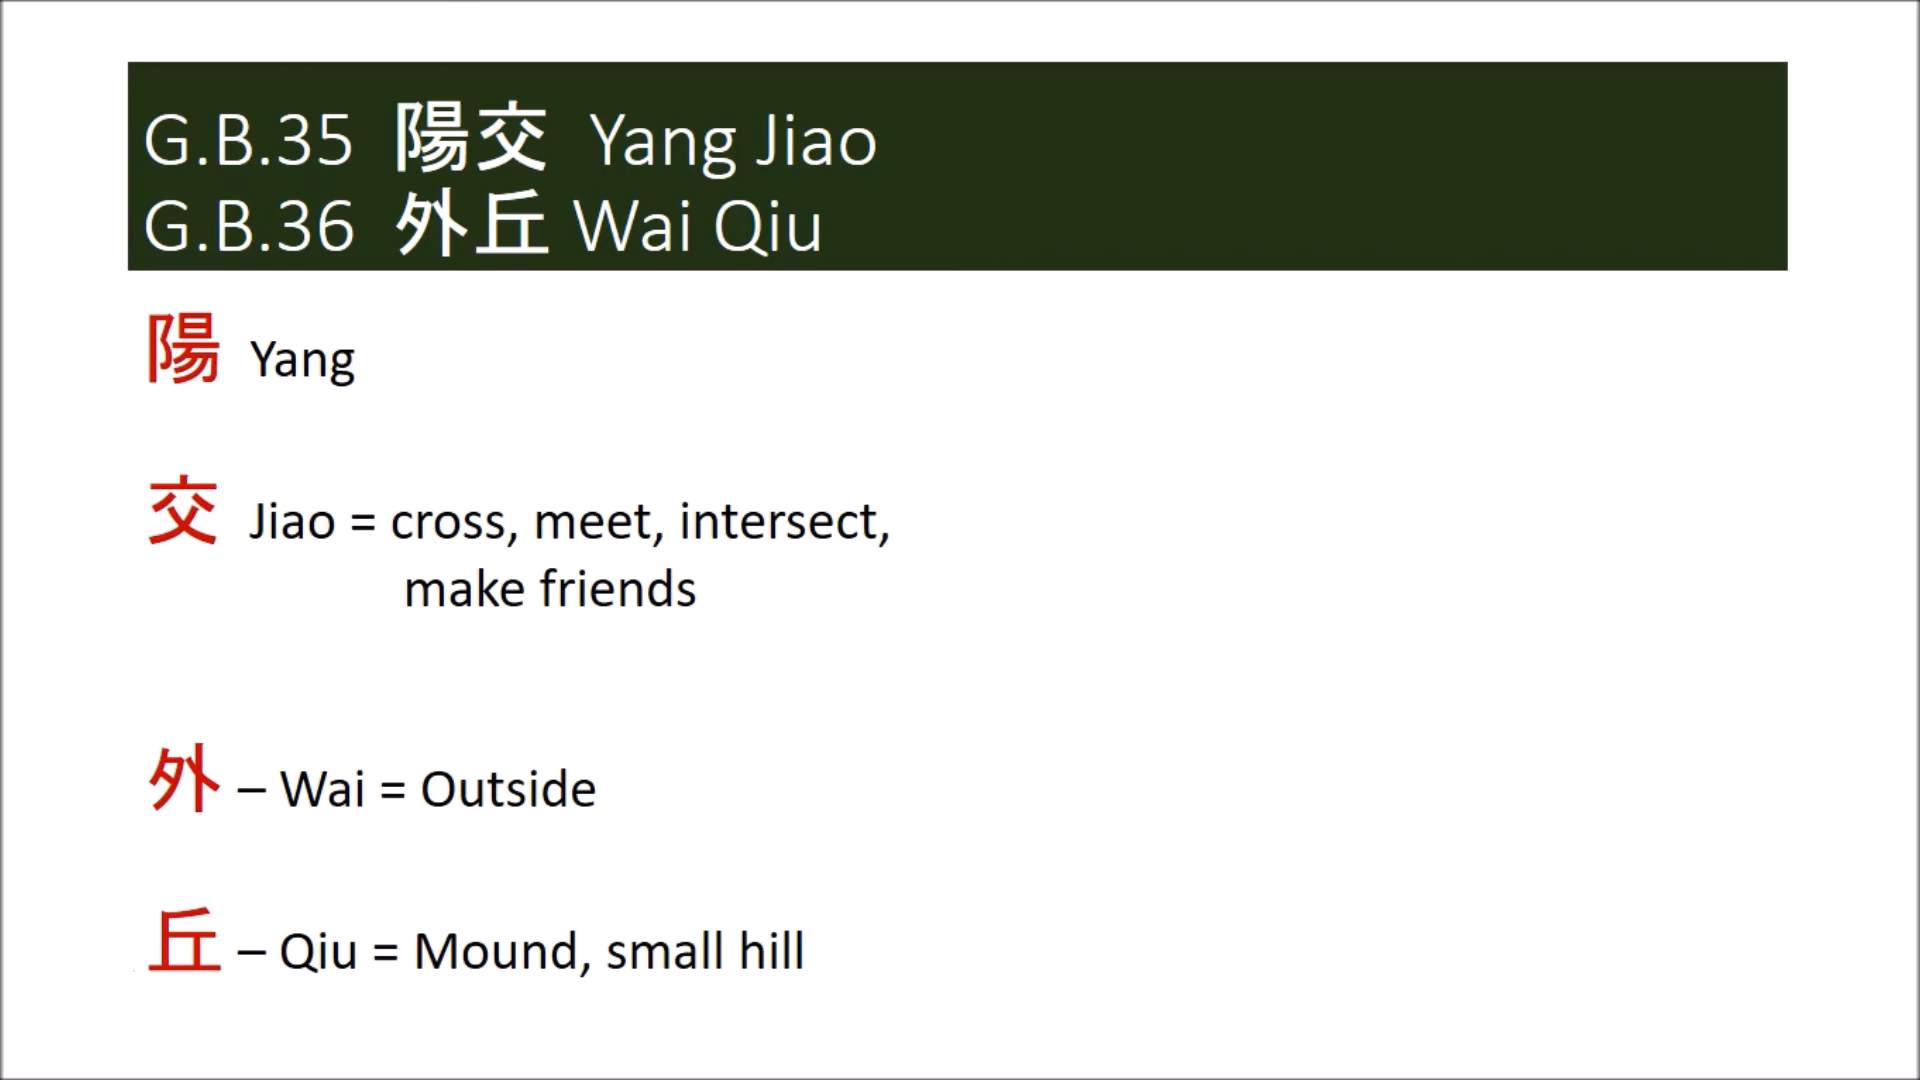 G.B.35 陽交 Yang Jiao
G.B.36 外丘 Wai Qiu
陽 Yang
交 Jiao = cross, meet, intersect,
make friends
外 – Wai = Outside
丘 – Qiu = Mound, small hill